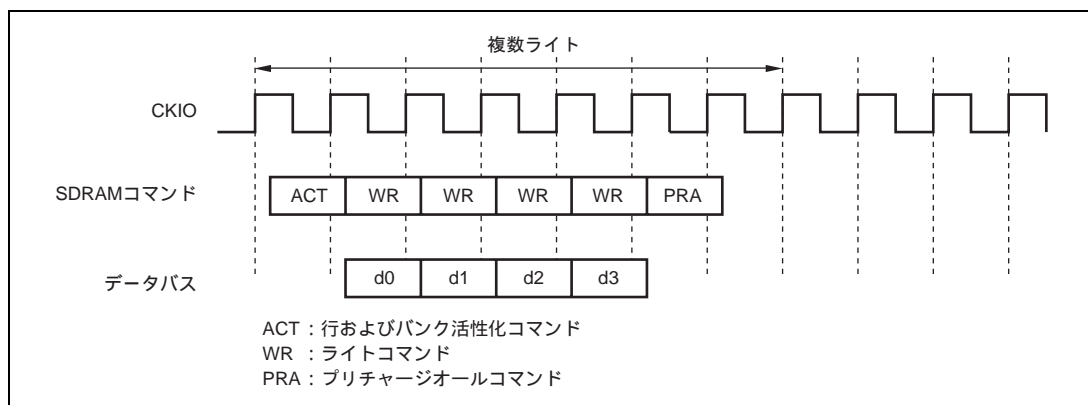 複数ライト
CKIO
SDRAMコマンド ACT WR WR WR WR PRA
データバス d0 d1 d2 d3
ACT : 行およびバンク活性化コマンド
WR : ライトコマンド
PRA : プリチャージオールコマンド